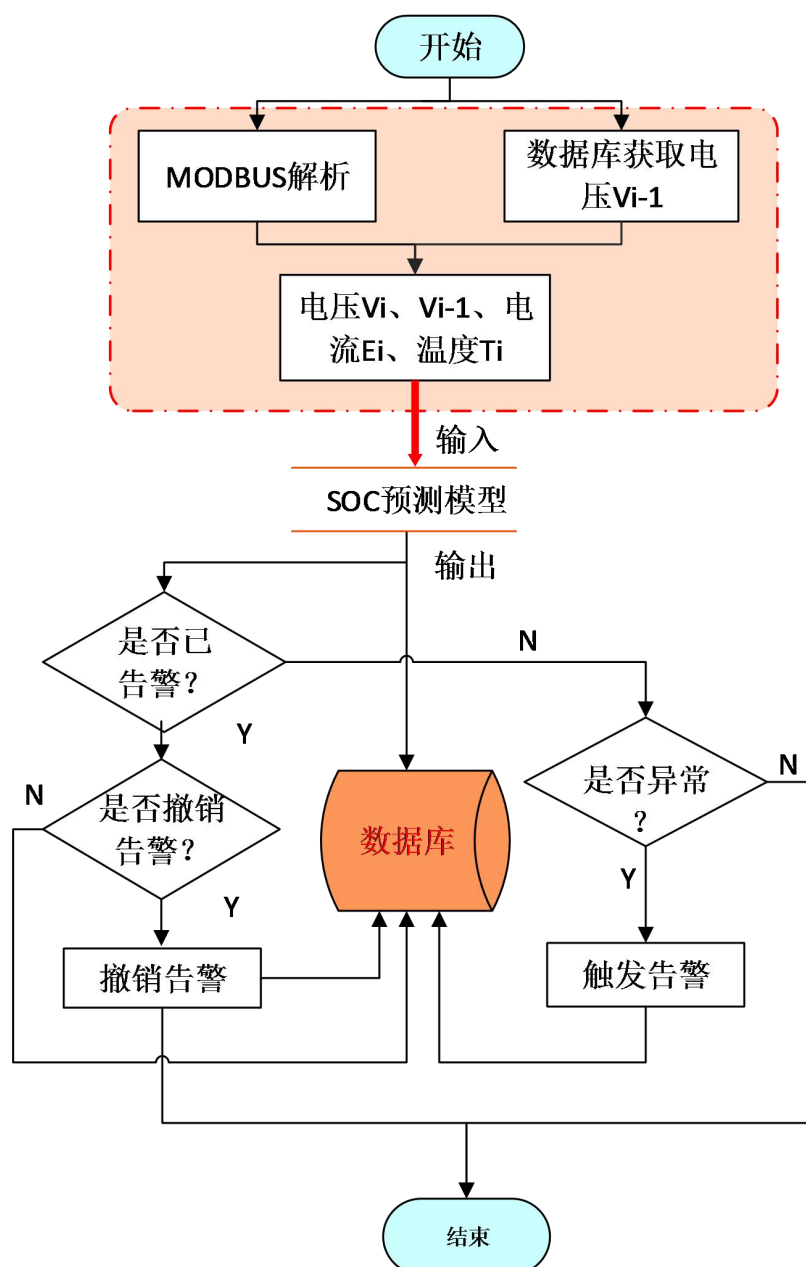 开始
MODBUS解析
数据库获取电
压Vi-1
电压Vi、Vi-1、电
流Ei、温度Ti
输入
SOC预测模型
输出
是否已
告警？
N
Y
是否异常
？
N
N
是否撤销
告警？
数据库
Y
Y
撤销告警
触发告警
结束